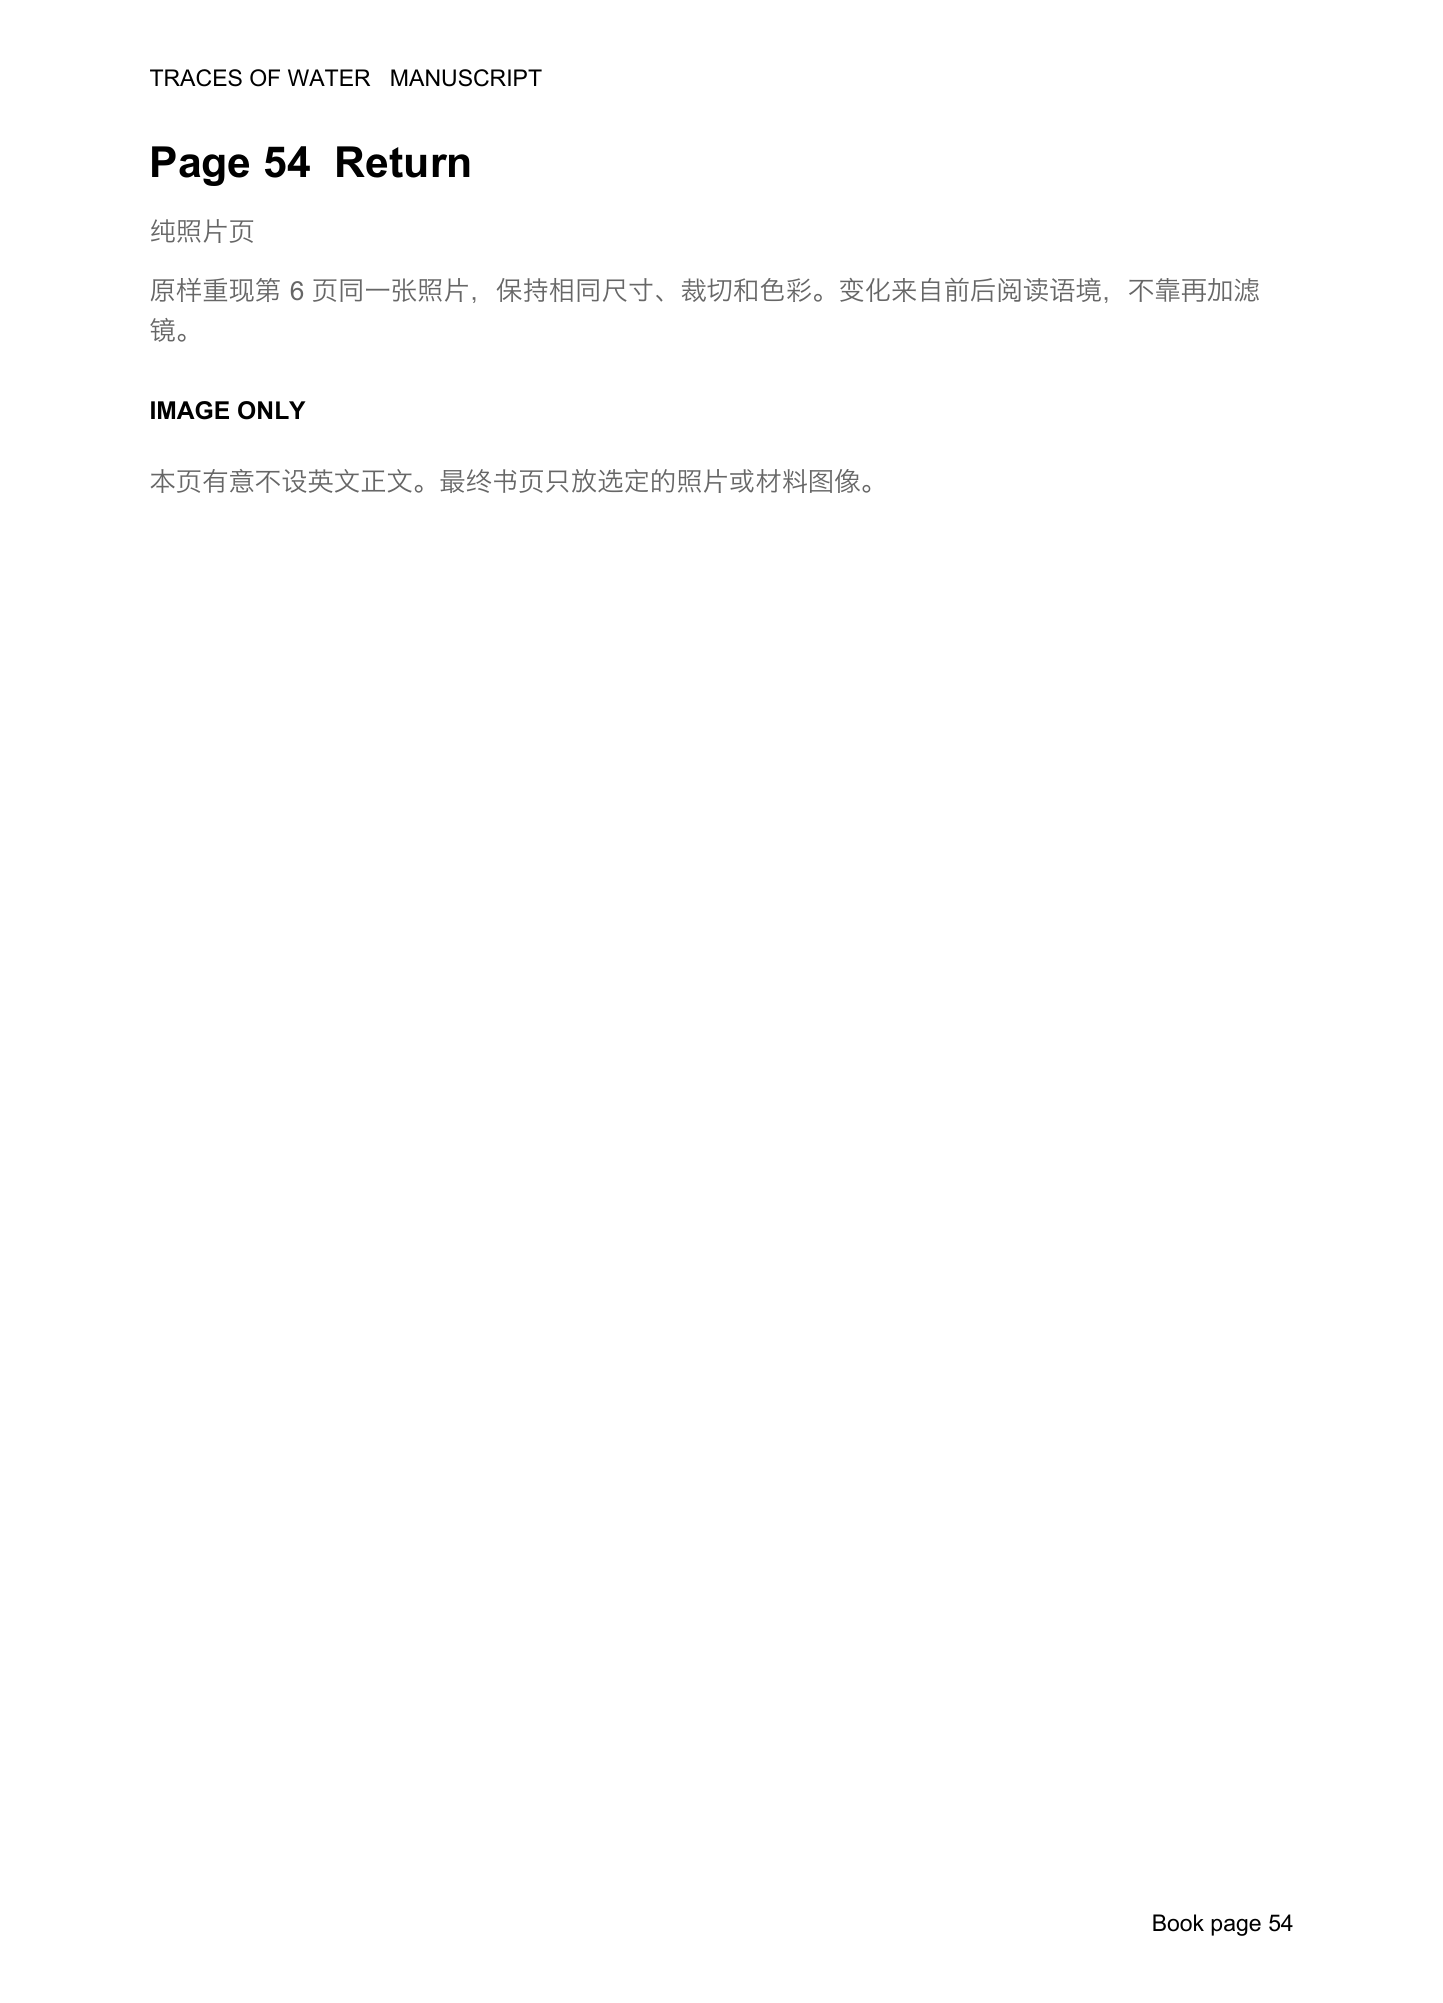 TRACES OF WATER   MANUSCRIPT
Page 54  Return
纯照片页
原样重现第 6 页同一张照片，保持相同尺寸、裁切和色彩。变化来自前后阅读语境，不靠再加滤
镜。
IMAGE ONLY
本页有意不设英文正文。最终书页只放选定的照片或材料图像。
Book page 54